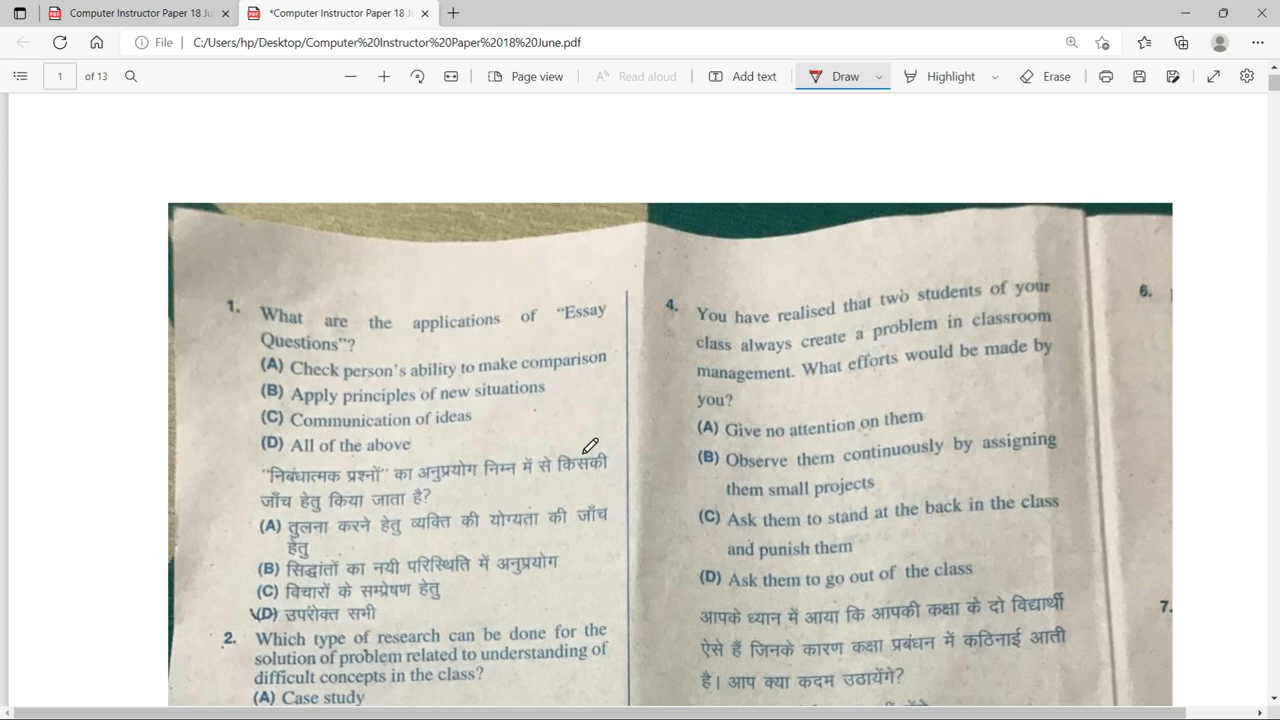 Computer Instructor Paper 18 Ju
*Computer Instructor Paper 18 J
File
C:/Users/hp/Desktop/Computer%20Instructor%20Paper%2018%20June.pdf
1 of 13
Page view
Read aloud
Add text
Draw
Highlight
Erase
1. What are the applications of "Essay
Questions"?
(A) Check person's ability to make comparison
(B) Apply principles of new situations
(C) Communication of ideas
(D) All of the above
"निबंधात्मक प्रश्नों" का अनुप्रयोग निम्न में से किसकी
जाँच हेतु किया जाता है?
(A) तुलना करने हेतु व्यक्ति की योग्यता की जाँच
हेतु
(B) सिद्धांतों का नयी परिस्थिति में अनुप्रयोग
(C) विचारों के सम्प्रेषण हेतु
(D) उपरोक्त सभी
2. Which type of research can be done for the
solution of problem related to understanding of
difficult concepts in the class?
(A) Case study
4. You have realised that two students of your
class always create a problem in classroom
management. What efforts would be made by
you?
(A) Give no attention on them
(B) Observe them continuously by assigning
them small projects
(C) Ask them to stand at the back in the class
and punish them
(D) Ask them to go out of the class
आपके ध्यान में आया कि आपकी कक्षा के दो विद्यार्थी
ऐसे हैं जिनके कारण कक्षा प्रबंधन में कठिनाई आती
है। आप क्या कदम उठायेंगे?
6.
7.